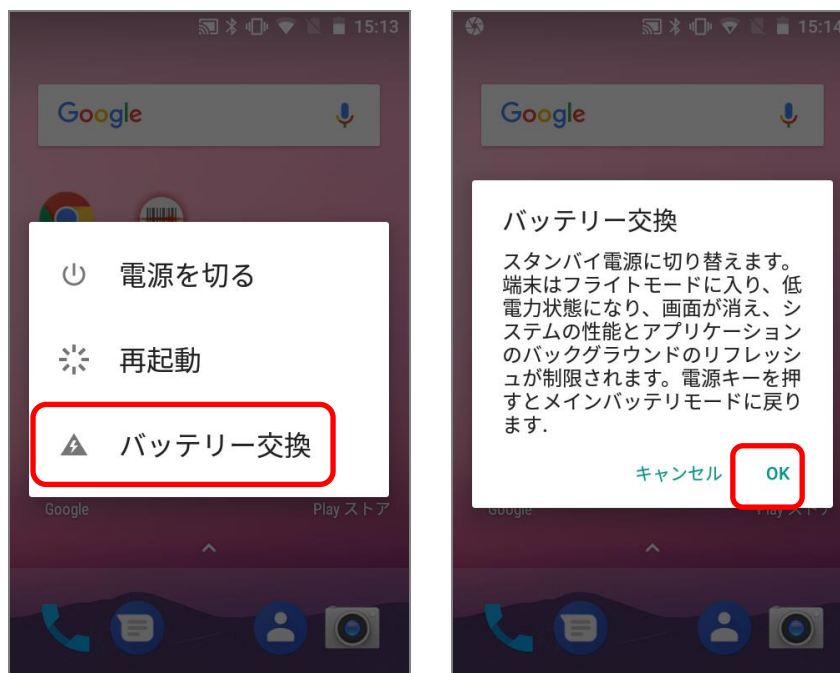 15:13
Google
電源を切る
再起動
バッテリー交換
Google
Play ストア
15:14
Google
バッテリー交換
スタンバイ電源に切り替えます。
端末はフライトモードに入り、低
電力状態になり、画面が消え、シ
ステムの性能とアプリケーション
のバックグラウンドのリフレッシ
ュが制限されます。電源キーを押
すとメインバッテリモードに戻り
ます.
キャンセル
OK
Google
Play ストア